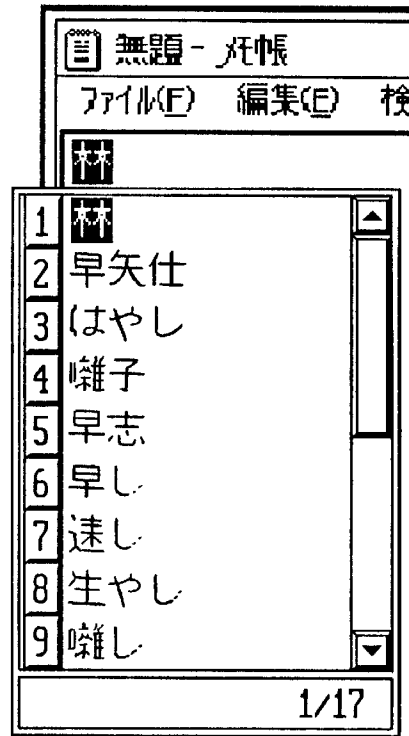 無題 - メモ帳
ファイル(F) 編集(E) 検
林
1 林
2 早矢仕
3 はやし
4 囃子
5 早志
6 早し
7 速し
8 生やし
9 囃し
1/17